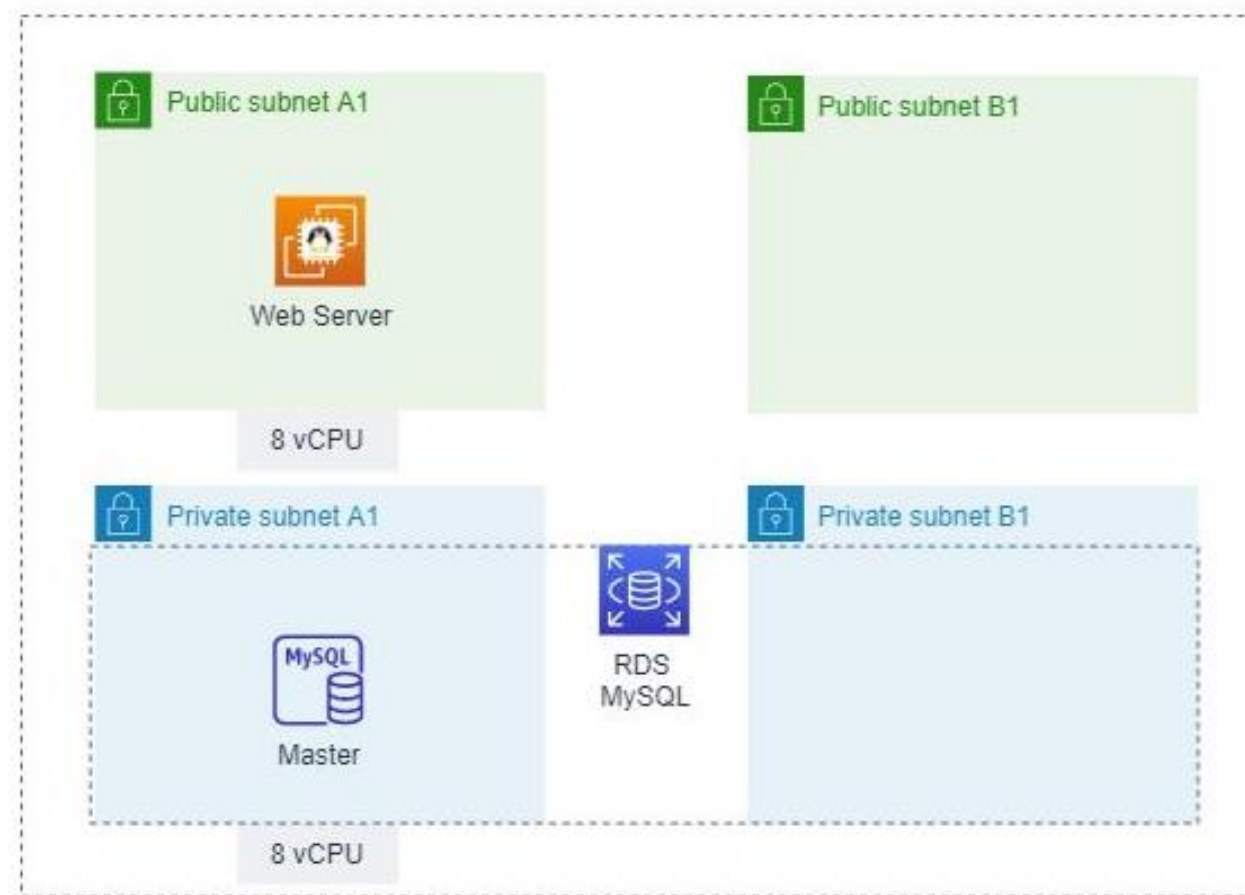 Public subnet A1
Public subnet B1
Web Server
8 vCPU
Private subnet A1
Private subnet B1
MySQL
Master
RDS
MySQL
8 vCPU